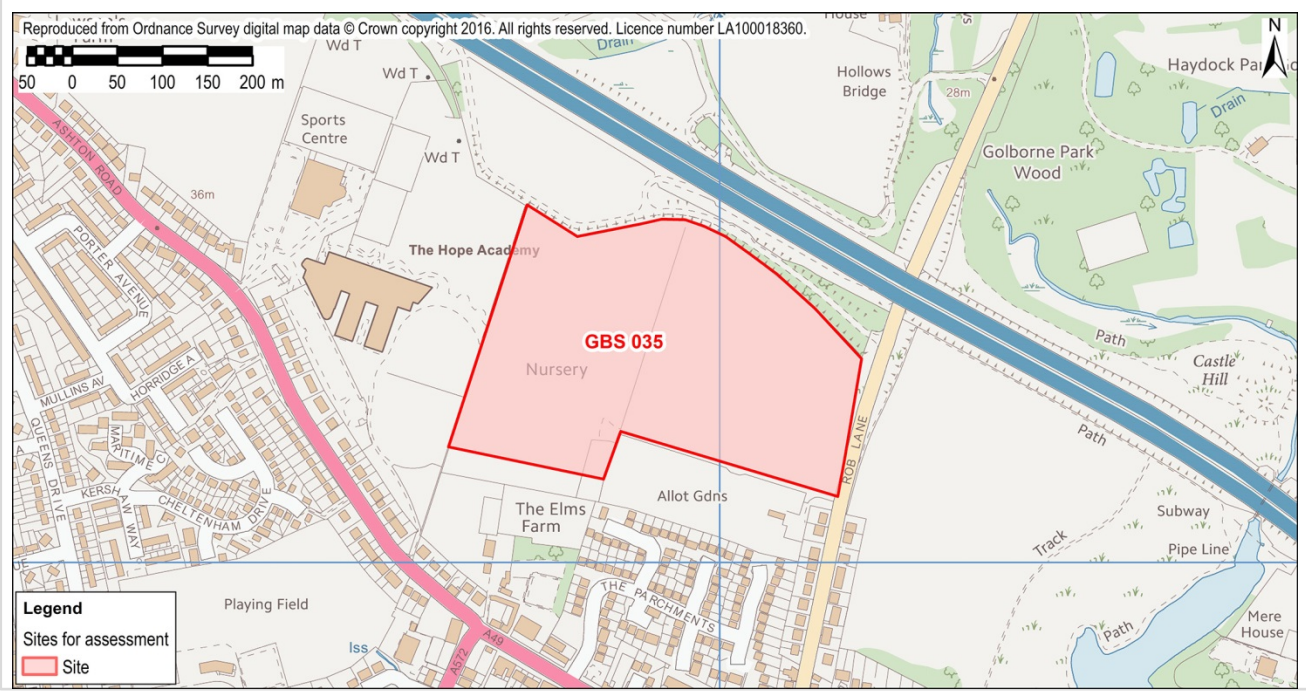 Reproduced from Ordnance Survey digital map data © Crown copyright 2016. All rights reserved. Licence number LA100018360.
50 0 50 100 150 200 m
N
House
Farm
Drain
Wd T
Wd T
Wd T
Hollows
Bridge
28m
Haydock
Drain
Sports
Centre
Golborne Park
Wood
ASHTON ROAD
36m
PORTER AVENUE
The Hope Academy
GBS 035
Nursery
Path
Castle
Hill
HORRIDGE A
MULLINS AV
MARITIME C
QUEENS DRIVE
KERSHAW WAY
CHELTENHAM DRIVE
ROB LANE
Path
Allot Gdns
The Elms
Farm
Subway
Track
Pipe Line
THE PARCHMENTS
UE
Playing Field
Path
Mere
House
Iss
A49
A572
Legend
Sites for assessment
Site